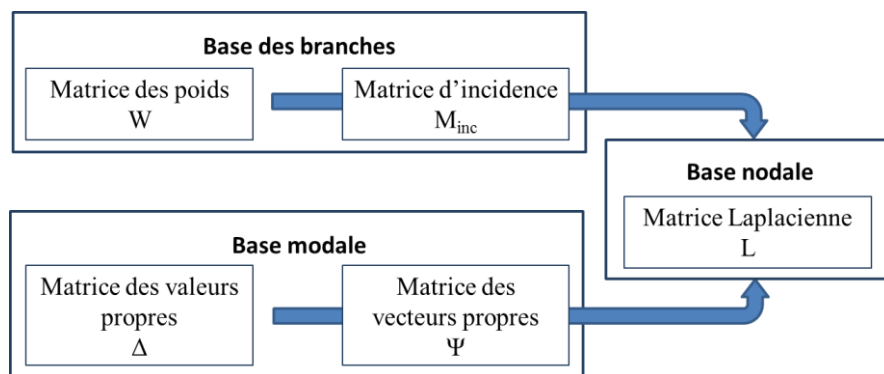 Base des branches
Matrice des poids
W
Matrice d'incidence
Minc
Base nodale
Matrice Laplacienne
L
Base modale
Matrice des valeurs
propres
Δ
Matrice des
vecteurs propres
Ψ